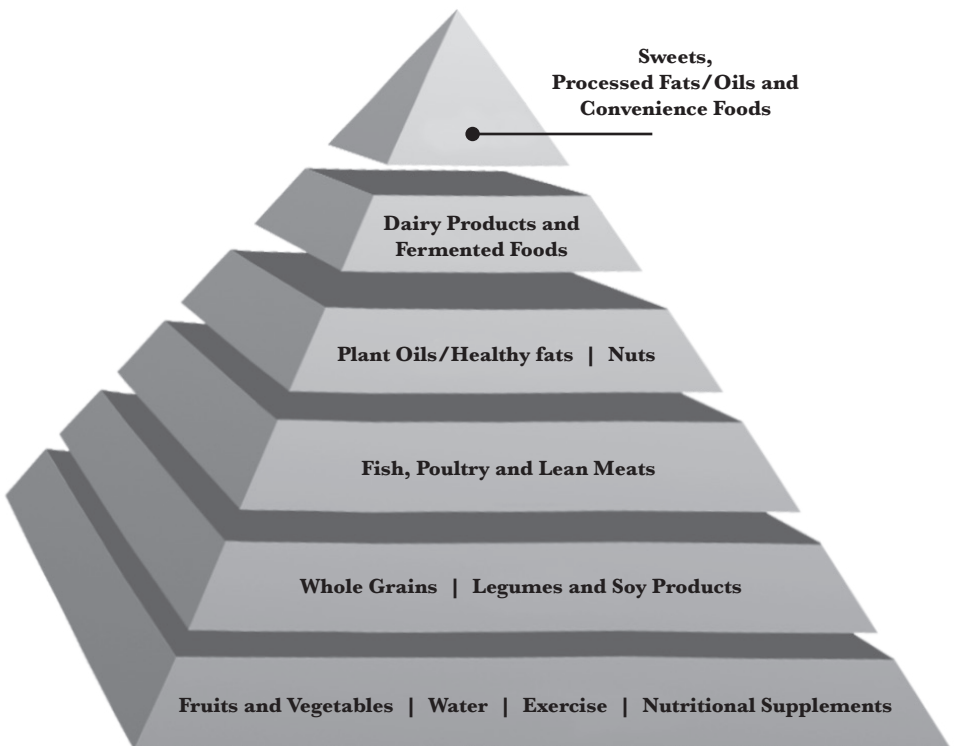 Sweets,
Processed Fats/Oils and
Convenience Foods
Dairy Products and
Fermented Foods
Plant Oils/Healthy fats | Nuts
Fish, Poultry and Lean Meats
Whole Grains | Legumes and Soy Products
Fruits and Vegetables | Water | Exercise | Nutritional Supplements